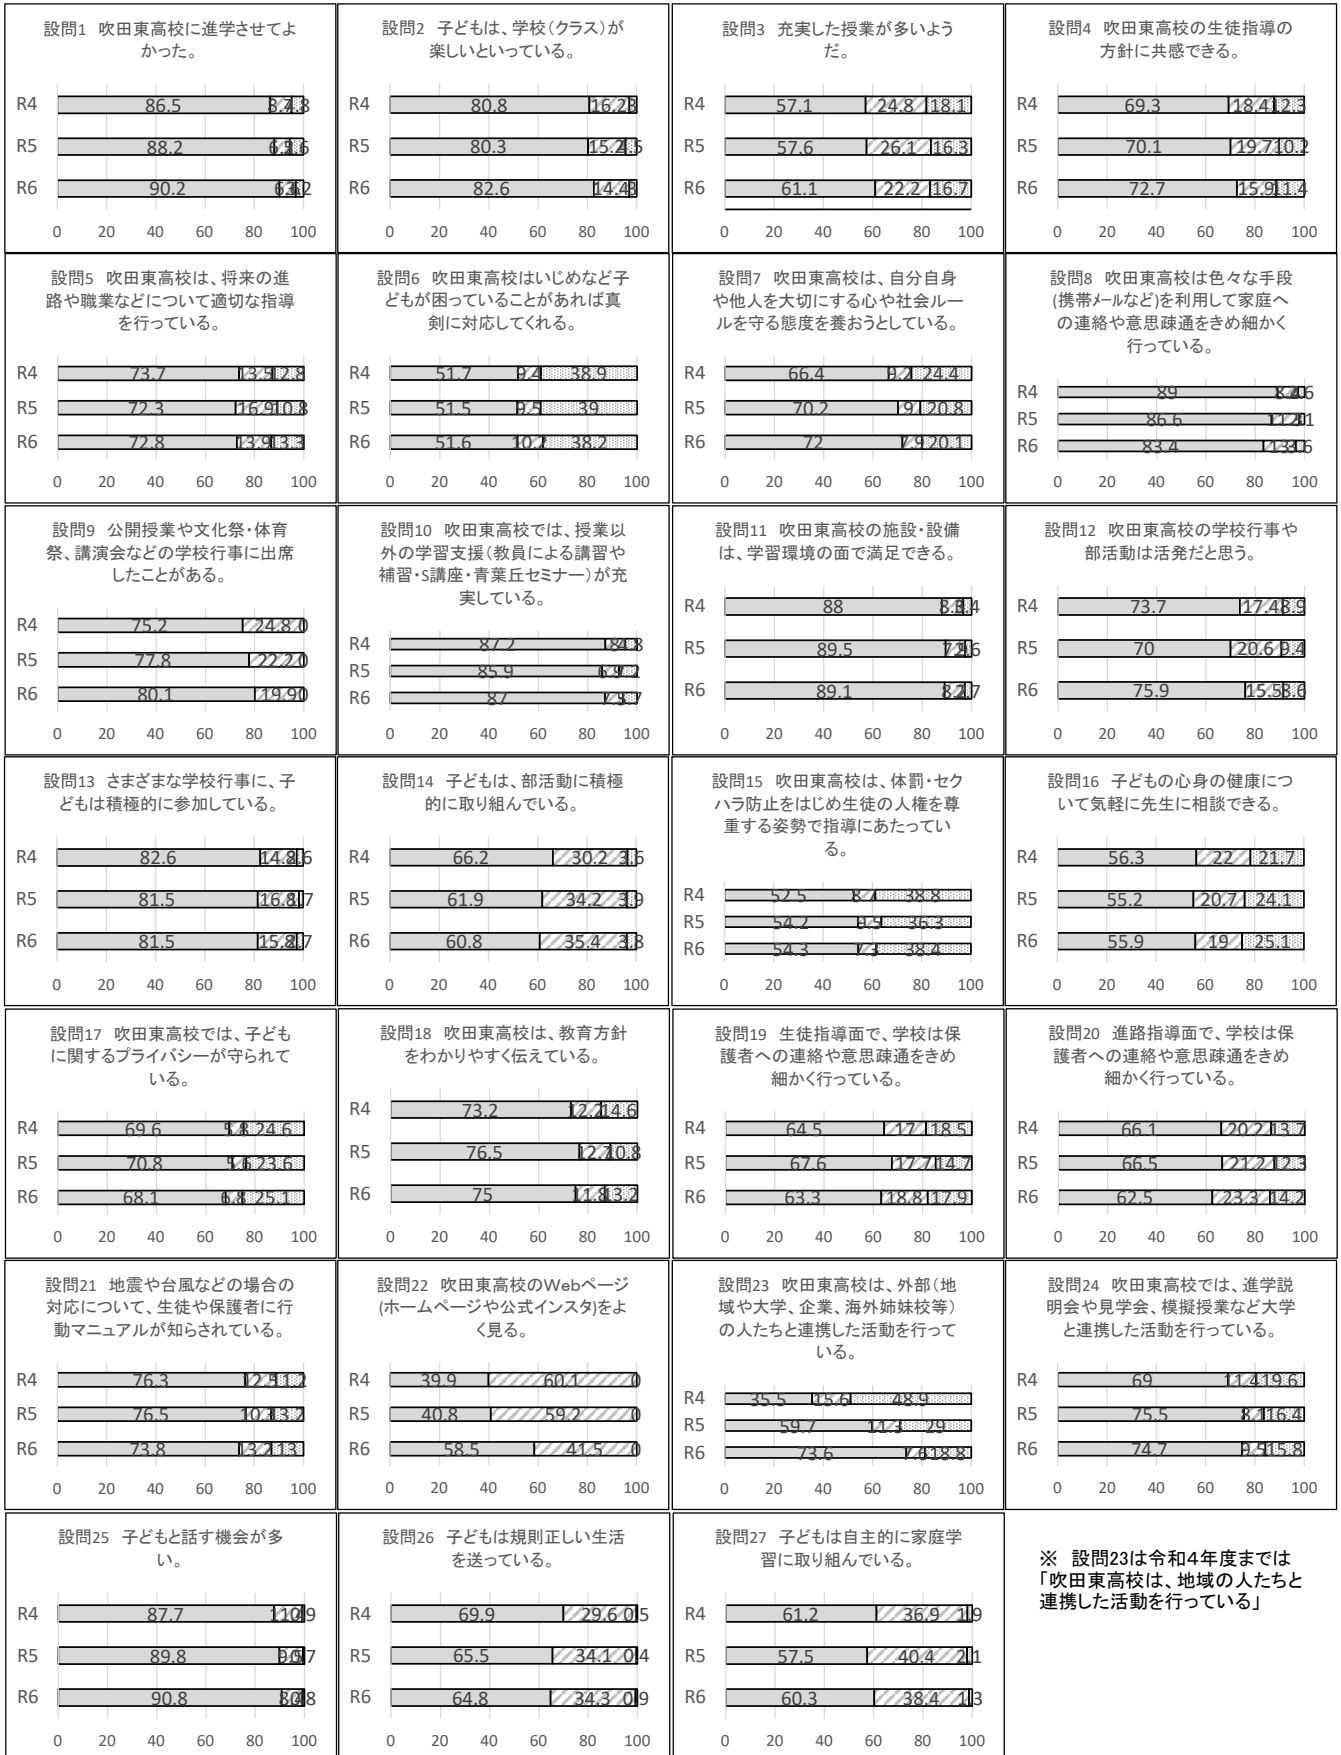 設問1 吹田東高校に進学させてよ
かった。
R4 86.5
R5 88.2
R6 90.2
0 20 40 60 80 100
設問2 子どもは、学校(クラス)が
楽しいといっている。
R4 80.8 16.2 3
R5 80.3 15.2 4.5
R6 82.6 14.4 3
0 20 40 60 80 100
設問3 充実した授業が多いよう
だ。
R4 57.1 24.8 18.1
R5 57.6 26.1 16.3
R6 61.1 22.2 16.7
0 20 40 60 80 100
設問4 吹田東高校の生徒指導の
方針に共感できる。
R4 69.3 18.4 12.3
R5 70.1 19.7 10.2
R6 72.7 15.9 11.4
0 20 40 60 80 100
設問5 吹田東高校は、将来の進
路や職業などについて適切な指導
を行っている。
R4 73.7 13.5 12.8
R5 72.3 16.9 10.8
R6 72.8 13.9 13.3
0 20 40 60 80 100
設問6 吹田東高校はいじめなど子
どもが困っていることがあれば真
剣に対応してくれる。
R4 51.7 9.4 38.9
R5 51.5 9.5 39
R6 51.6 10.2 38.2
0 20 40 60 80 100
設問7 吹田東高校は、自分自身
や他人を大切にする心や社会ルー
ルを守る態度を養おうとしている。
R4 66.4 9.2 24.4
R5 70.2 9 20.8
R6 72 7.9 20.1
0 20 40 60 80 100
設問8 吹田東高校は色々な手段
(携帯メールなど)を利用して家庭へ
の連絡や意思疎通をきめ細かく
行っている。
R4 89
R5 86.6
R6 83.4 13 3.6
0 20 40 60 80 100
設問9 公開授業や文化祭・体育
祭、講演会などの学校行事に出席
したことがある。
R4 75.2 24.8 0
R5 77.8 22.2 0
R6 80.1 19.9 0
0 20 40 60 80 100
設問10 吹田東高校では、授業以
外の学習支援(教員による講習や
補習・S講座・青葉丘セミナー)が充
実している。
R4 87.2
R5 85.9 6.9 7.2
R6 87
0 20 40 60 80 100
設問11 吹田東高校の施設・設備
は、学習環境の面で満足できる。
R4 88
R5 89.5
R6 89.1 8.2 2.7
0 20 40 60 80 100
設問12 吹田東高校の学校行事や
部活動は活発だと思う。
R4 73.7 17.4 8.9
R5 70 20.6 9.4
R6 75.9 15.5 8.6
0 20 40 60 80 100
設問13 さまざまな学校行事に、子
どもは積極的に参加している。
R4 82.6 14.8 2.6
R5 81.5 16.8 1.7
R6 81.5 15.8 2.7
0 20 40 60 80 100
設問14 子どもは、部活動に積極
的に取り組んでいる。
R4 66.2 30.2 3.6
R5 61.9 34.2 3.9
R6 60.8 35.4 3.8
0 20 40 60 80 100
設問15 吹田東高校は、体罰・セク
ハラ防止をはじめ生徒の人権を尊
重する姿勢で指導にあたってい
る。
R4 52.5 8.7 38.8
R5 54.2 9.5 36.3
R6 54.3 7.3 38.4
0 20 40 60 80 100
設問16 子どもの心身の健康につ
いて気軽に先生に相談できる。
R4 56.3 22 21.7
R5 55.2 20.7 24.1
R6 55.9 19 25.1
0 20 40 60 80 100
設問17 吹田東高校では、子ども
に関するプライバシーが守られて
いる。
R4 69.6 5.8 24.6
R5 70.8 5.6 23.6
R6 68.1 6.8 25.1
0 20 40 60 80 100
設問18 吹田東高校は、教育方針
をわかりやすく伝えている。
R4 73.2 12.2 14.6
R5 76.5 12.7 10.8
R6 75 11.8 13.2
0 20 40 60 80 100
設問19 生徒指導面で、学校は保
護者への連絡や意思疎通をきめ
細かく行っている。
R4 64.5 17 18.5
R5 67.6 17.7 14.7
R6 63.3 18.8 17.9
0 20 40 60 80 100
設問20 進路指導面で、学校は保
護者への連絡や意思疎通をきめ
細かく行っている。
R4 66.1 20.2 13.7
R5 66.5 21.2 12.3
R6 62.5 23.3 14.2
0 20 40 60 80 100
設問21 地震や台風などの場合の
対応について、生徒や保護者に行
動マニュアルが知らされている。
R4 76.3 12.5 11.2
R5 76.5 10.3 13.2
R6 73.8 13.2 13
0 20 40 60 80 100
設問22 吹田東高校のWebページ
(ホームページや公式インスタ)をよ
く見る。
R4 39.9 60.1 0
R5 40.8 59.2 0
R6 58.5 41.5 0
0 20 40 60 80 100
設問23 吹田東高校は、外部(地
域や大学、企業、海外姉妹校等)
の人たちと連携した活動を行って
いる。
R4 35.5 15.6 48.9
R5 59.7 11.3 29
R6 73.6 7.6 18.8
0 20 40 60 80 100
設問24 吹田東高校では、進学説
明会や見学会、模擬授業など大学
と連携した活動を行っている。
R4 69 11.4 19.6
R5 75.5 8.1 16.4
R6 74.7 9.5 15.8
0 20 40 60 80 100
設問25 子どもと話す機会が多
い。
R4 87.7
R5 89.8
R6 90.8
0 20 40 60 80 100
設問26 子どもは規則正しい生活
を送っている。
R4 69.9 29.6 0.5
R5 65.5 34.1 0.4
R6 64.8 34.3 0.9
0 20 40 60 80 100
設問27 子どもは自主的に家庭学
習に取り組んでいる。
R4 61.2 36.9 1.9
R5 57.5 40.4 2.1
R6 60.3 38.4 1.3
0 20 40 60 80 100
※ 設問23は令和4年度までは
「吹田東高校は、地域の人たちと
連携した活動を行っている」